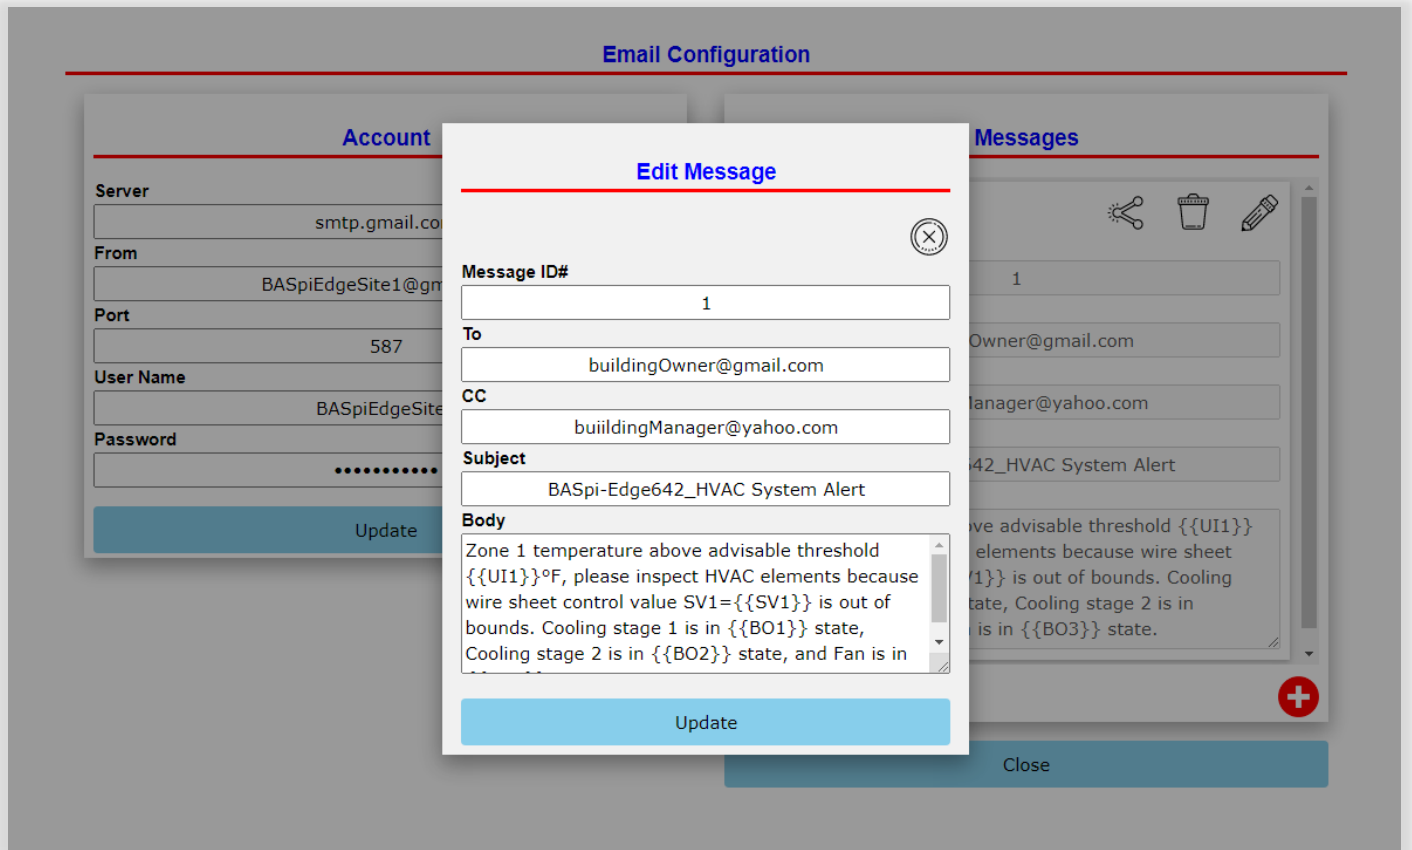 Email Configuration
Account
Server
smtp.gmail.co
From
BASpiEdgeSite1@gm
Port
587
User Name
BASpiEdgeSite
Password
•••••••••••
Update
Edit Message
Message ID#
1
To
buildingOwner@gmail.com
CC
buiildingManager@yahoo.com
Subject
BASpi-Edge642_HVAC System Alert
Body
Zone 1 temperature above advisable threshold
{{UI1}}ºF, please inspect HVAC elements because
wire sheet control value SV1={{SV1}} is out of
bounds. Cooling stage 1 is in {{BO1}} state,
Cooling stage 2 is in {{BO2}} state, and Fan is in
Update
Messages
1
Owner@gmail.com
anager@yahoo.com
42_HVAC System Alert
ve advisable threshold {{UI1}}
elements because wire sheet
1}} is out of bounds. Cooling
tate, Cooling stage 2 is in
is in {{BO3}} state.
Close